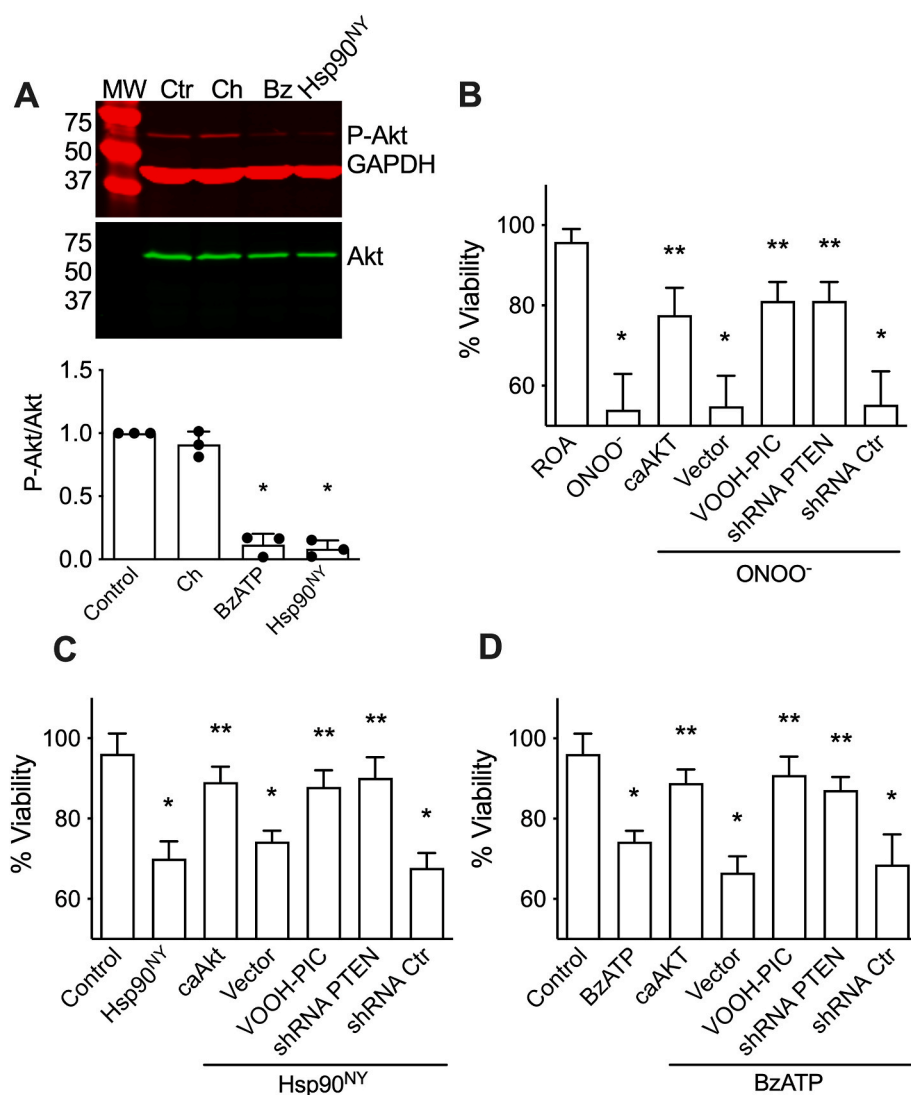 A
MW Ctr Ch Bz Hsp90ᴺʸ
75
50
37
P-Akt
GAPDH
75
50
37
Akt
P-Akt/Akt
1.5
1.0
0.5
0.0
* *
Control Ch BzATP Hsp90ᴺʸ
B
% Viability
100
80
60
* ** * ** ** *
ROA ONOO⁻ caAKT Vector VOOH-PIC shRNA PTEN shRNA Ctr
ONOO⁻
C
% Viability
100
80
60
* ** * ** ** *
Control Hsp90ᴺʸ caAkt Vector VOOH-PIC shRNA PTEN shRNA Ctr
Hsp90ᴺʸ
D
% Viability
100
80
60
* ** * ** ** *
Control BzATP caAKT Vector VOOH-PIC shRNA PTEN shRNA Ctr
BzATP